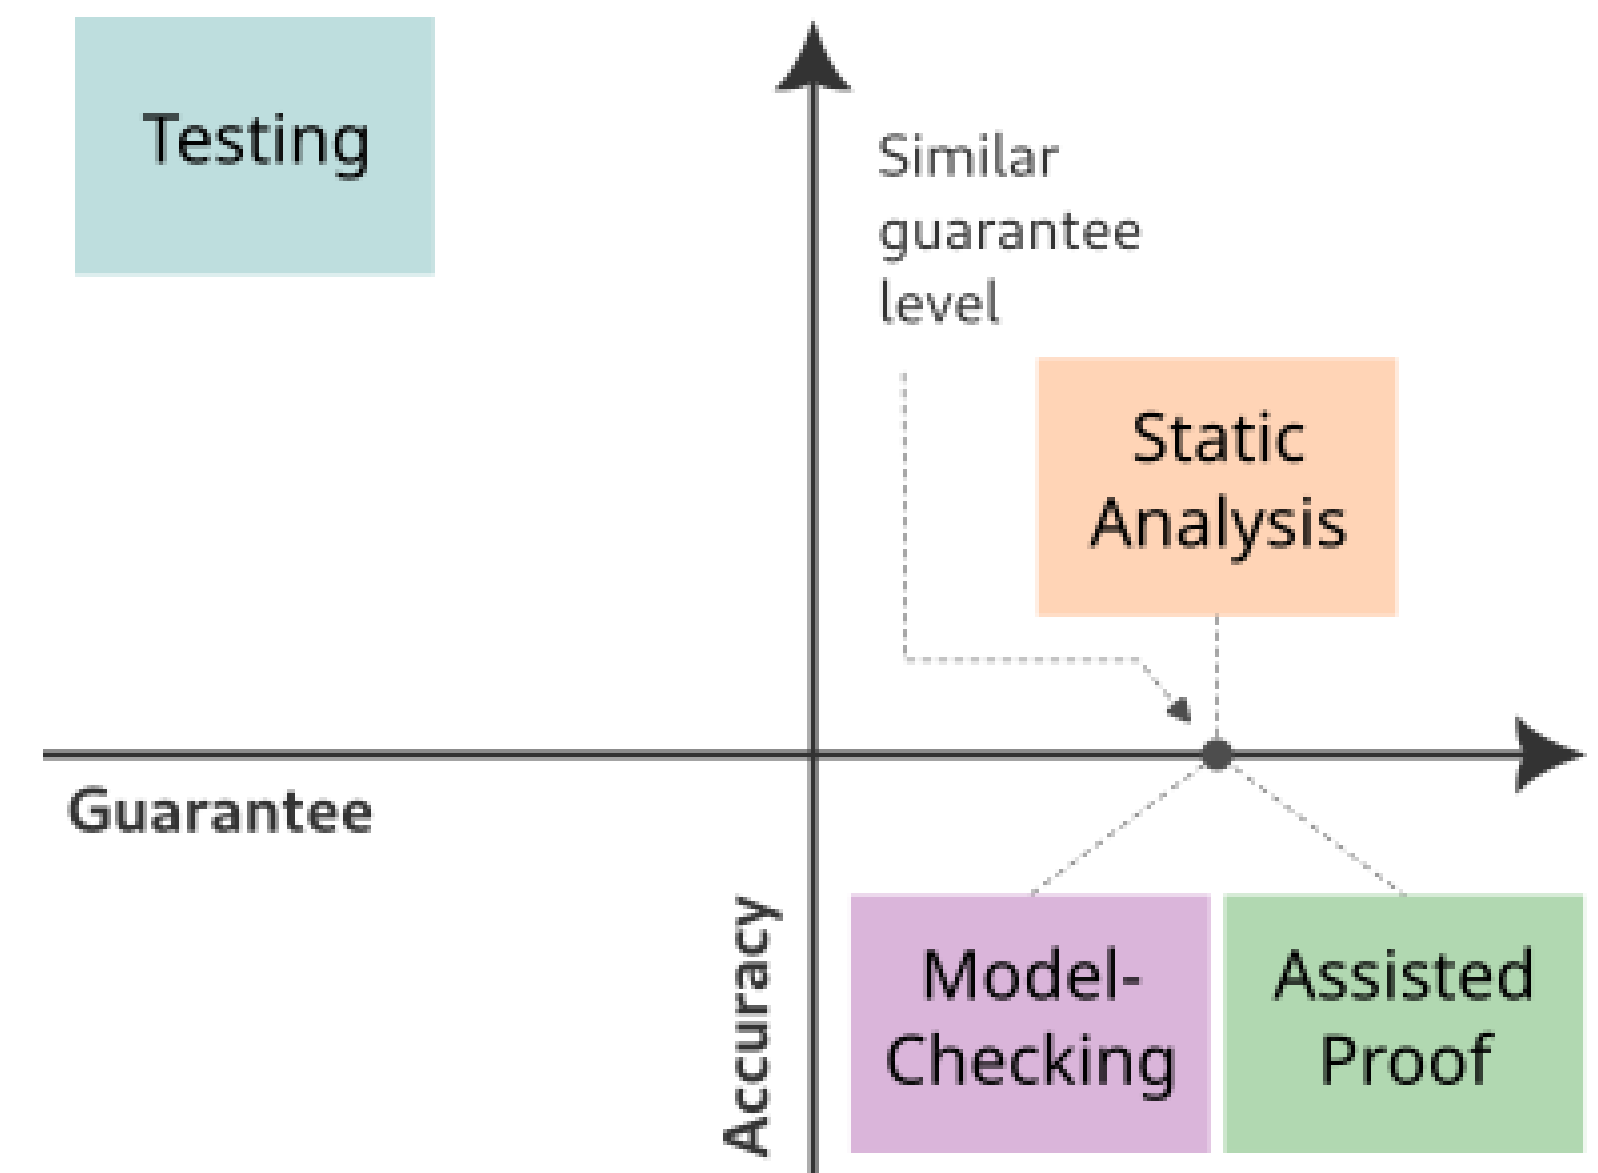 Testing
Similar
guarantee
level
Static
Analysis
Guarantee
Accuracy
Model-
Checking
Assisted
Proof